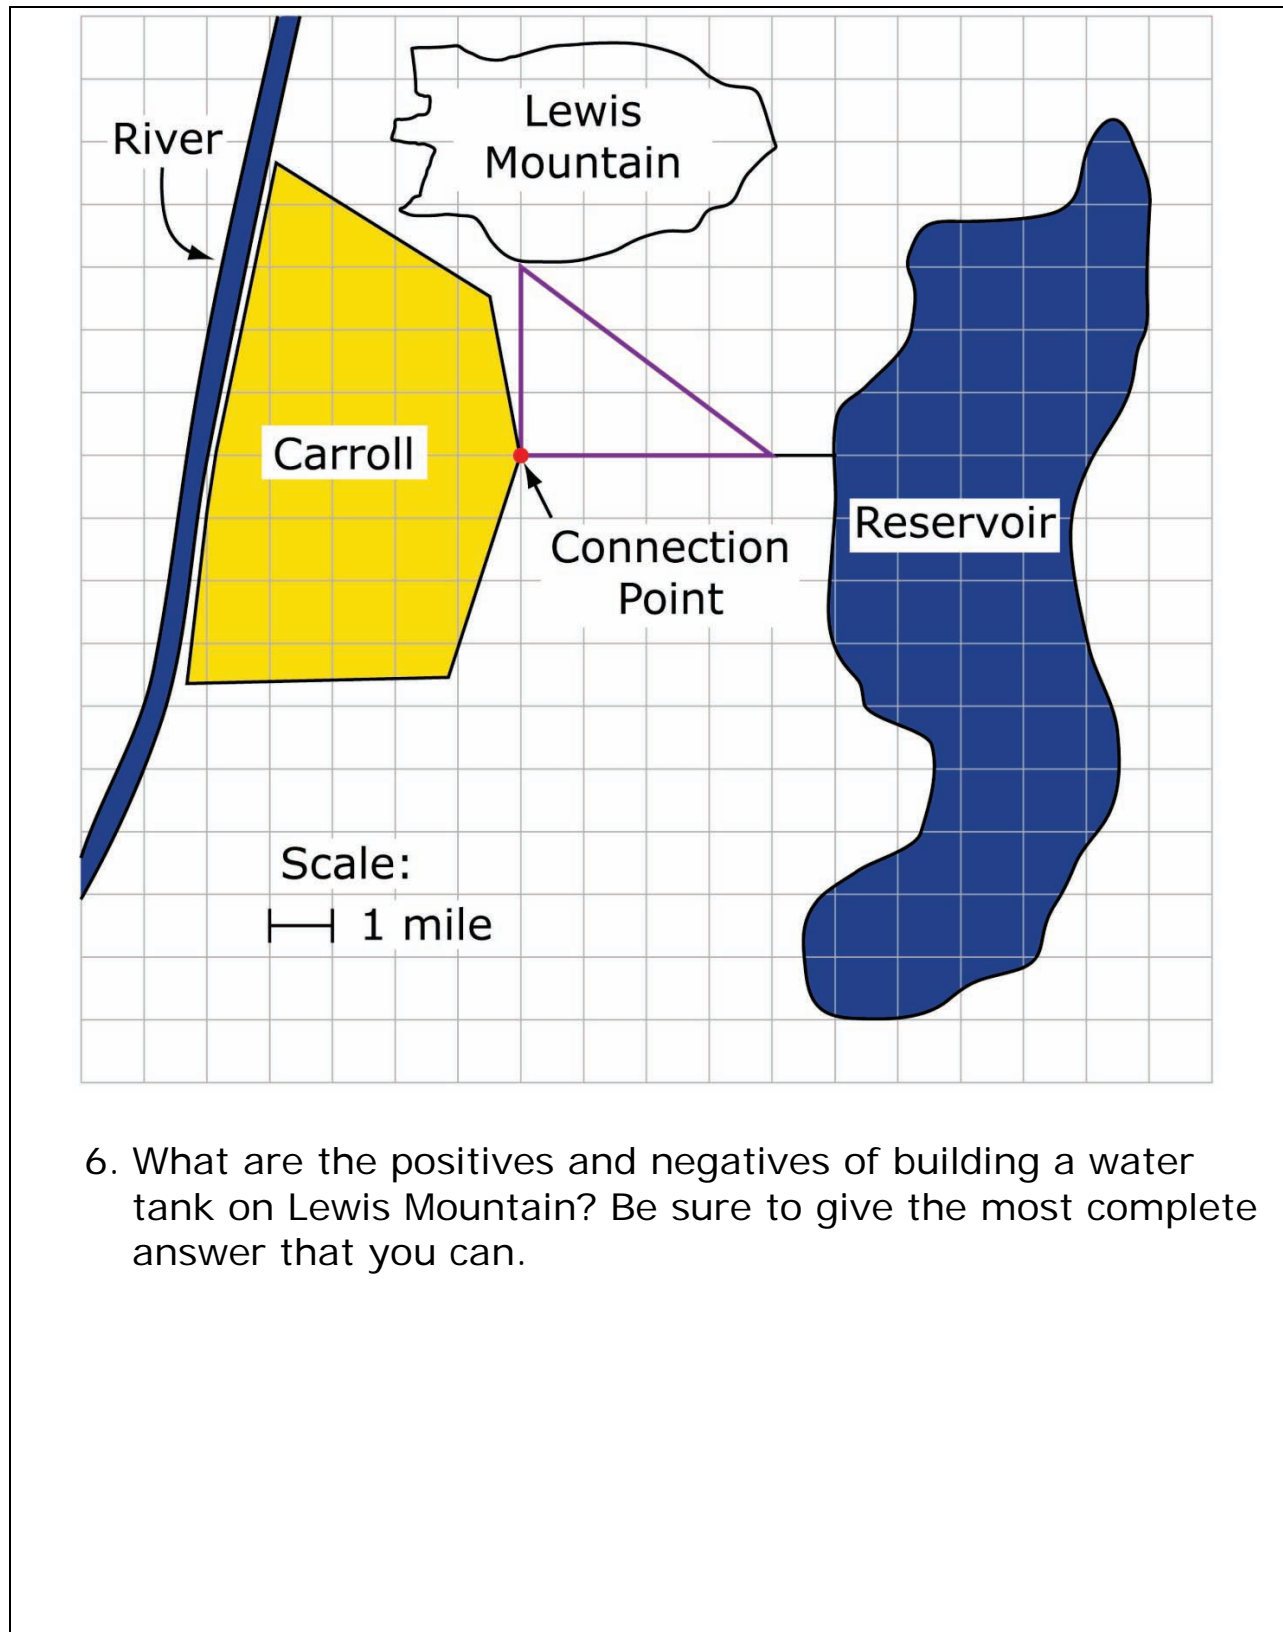 Lewis
Mountain
River
Carroll
Reservoir
Connection
Point
Scale:
1 mile
6. What are the positives and negatives of building a water
tank on Lewis Mountain? Be sure to give the most complete
answer that you can.